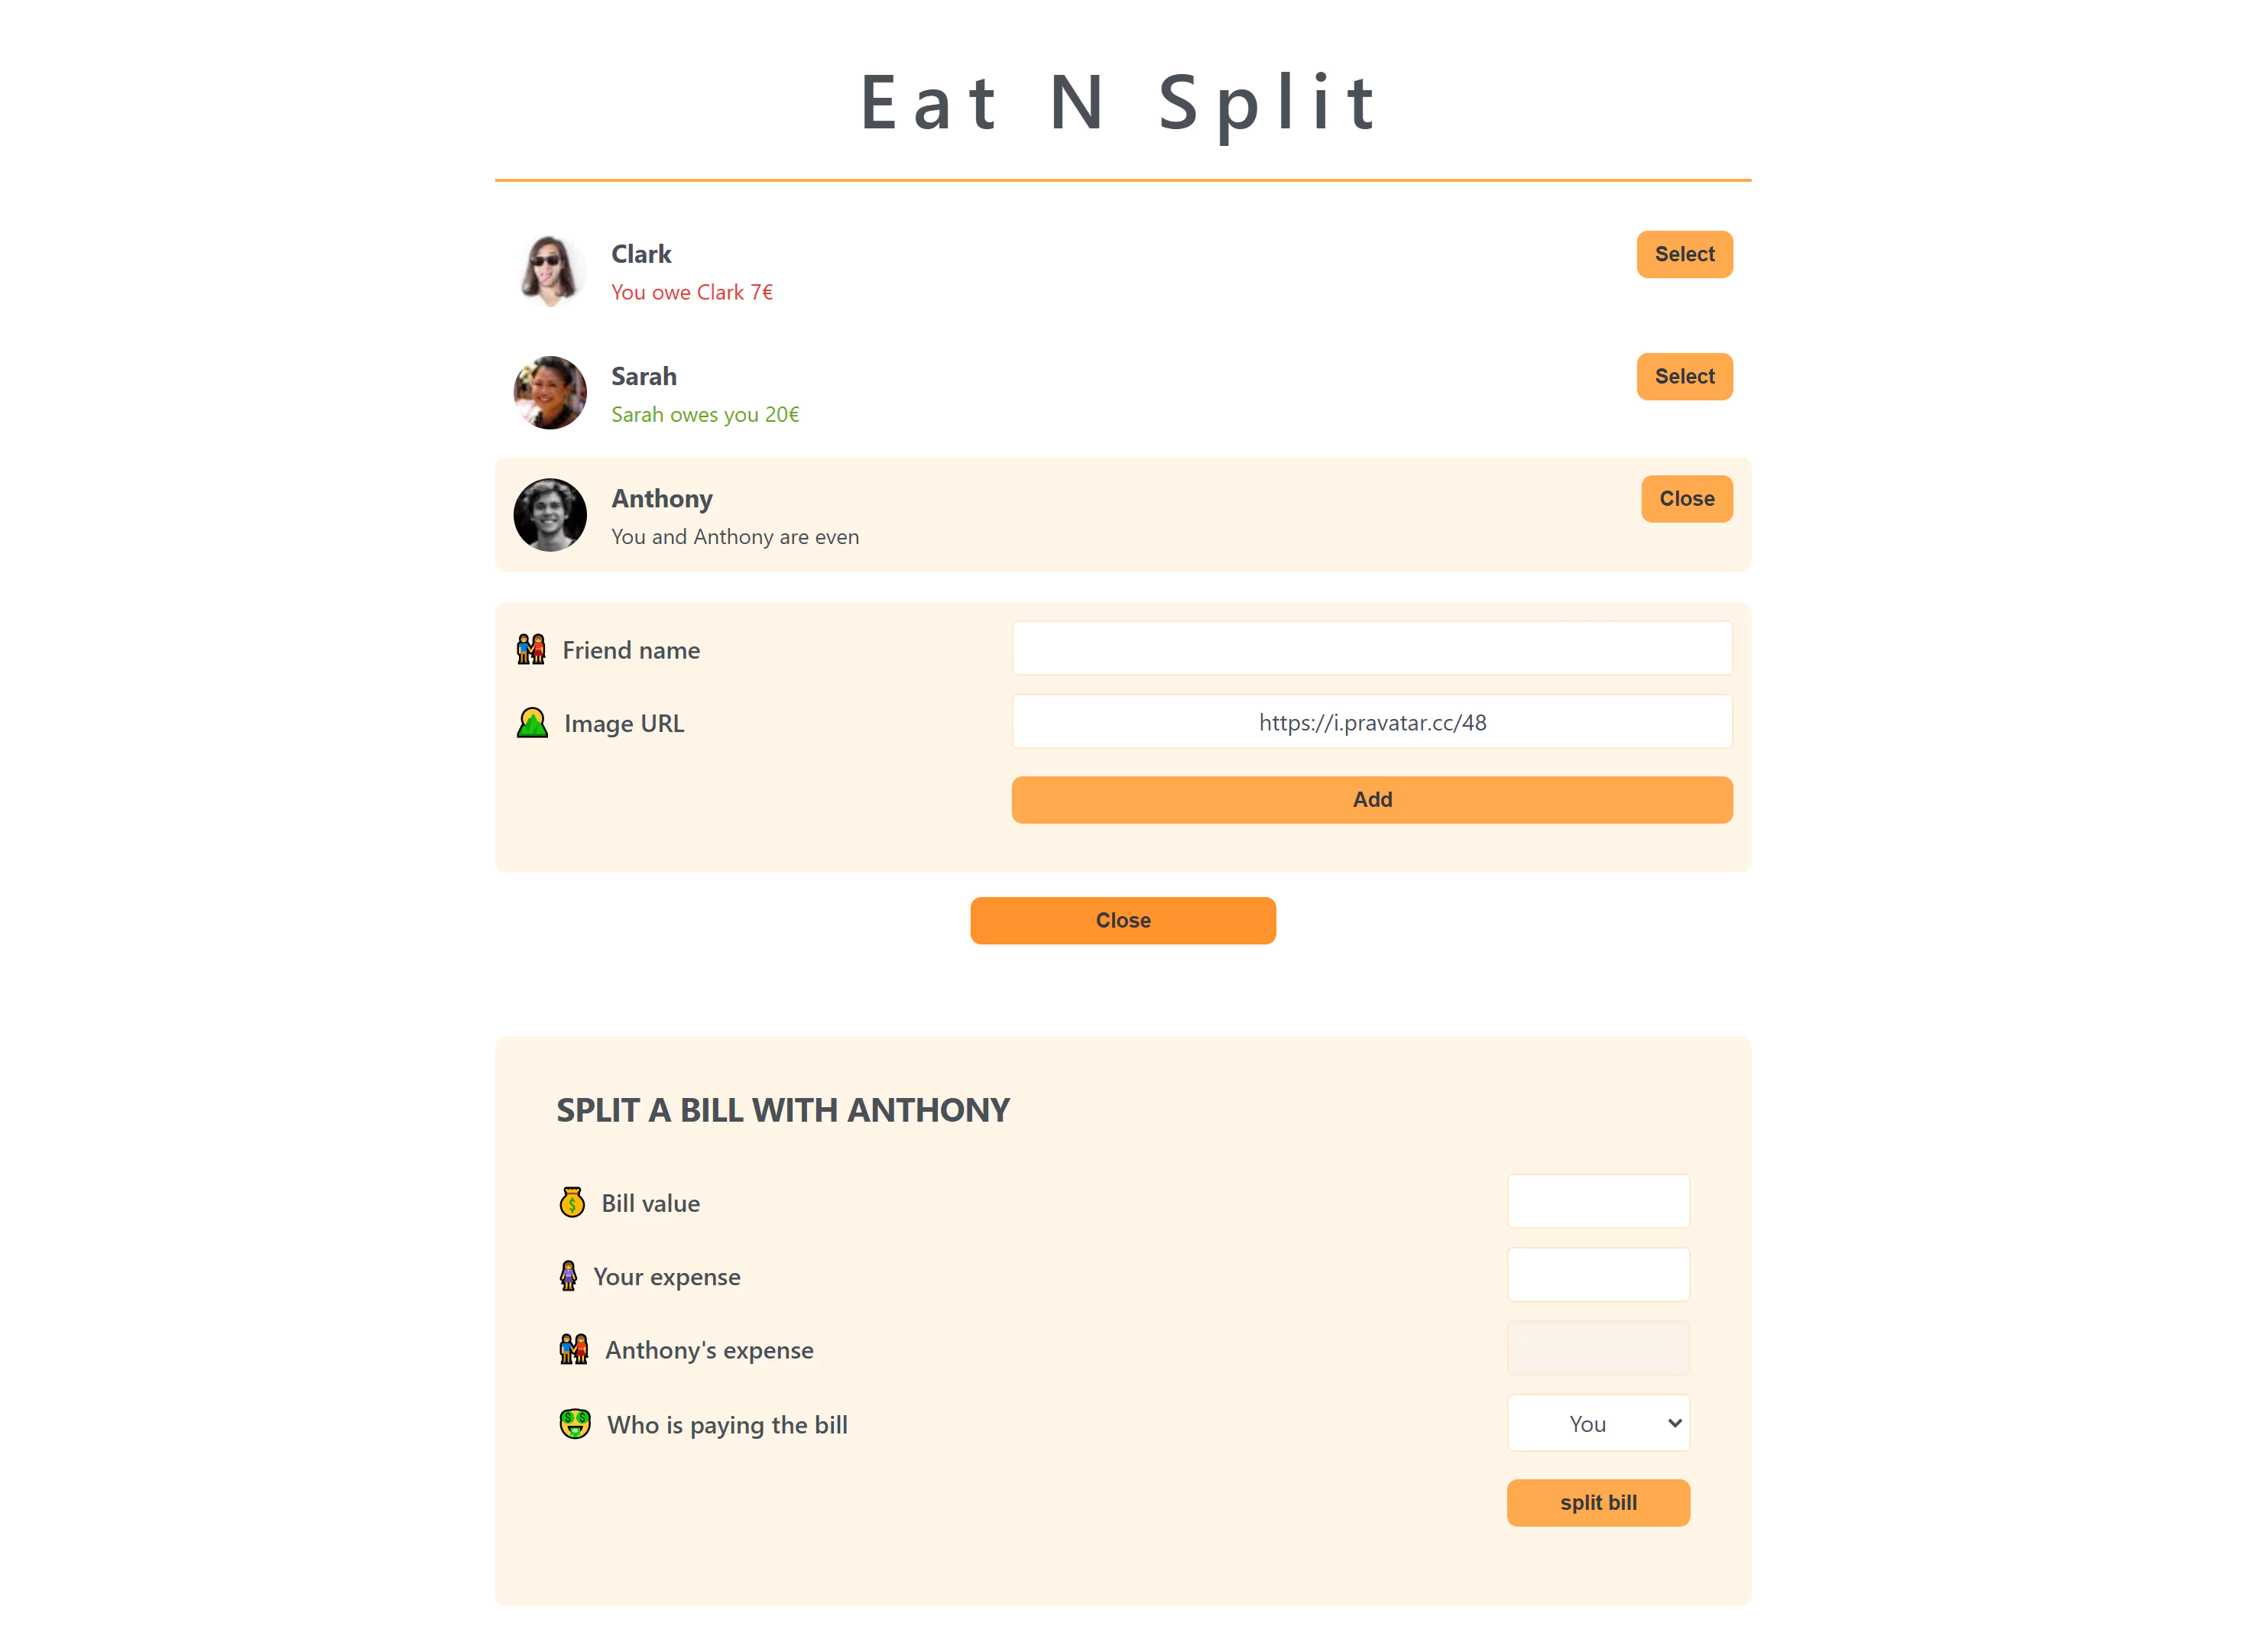 Eat N Split
Clark
Select
You owe Clark 7€
Sarah
Select
Sarah owes you 20€
Anthony
Close
You and Anthony are even
Friend name
Image URL
https://i.pravatar.cc/48
Add
Close
SPLIT A BILL WITH ANTHONY
Bill value
Your expense
Anthony's expense
Who is paying the bill
You
split bill